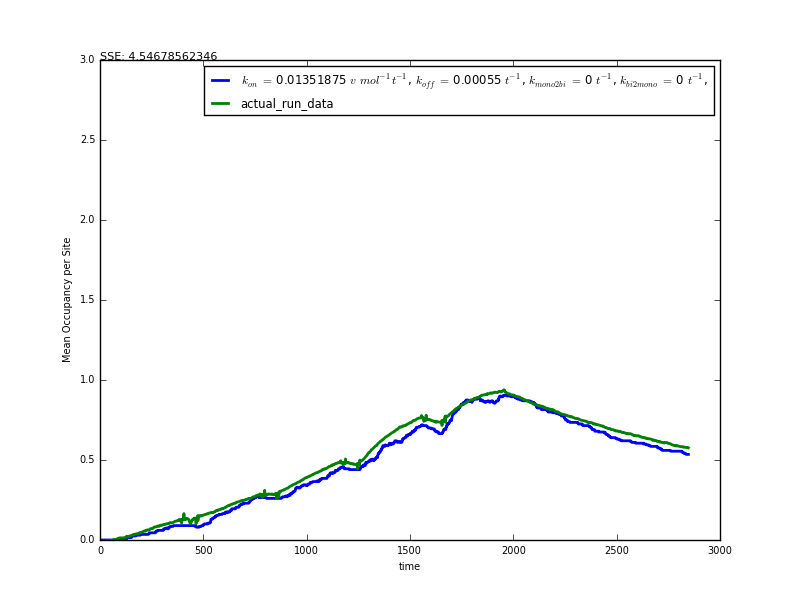 SSE: 4.54678562346
k_on = 0.01351875 v mol^-1 t^-1, k_off = 0.00055 t^-1, k_mono2bi = 0 t^-1, k_bi2mono = 0 t^-1,
actual_run_data
3.0
2.5
2.0
1.5
1.0
0.5
0.0
Mean Occupancy per Site
0 500 1000 1500 2000 2500 3000
time